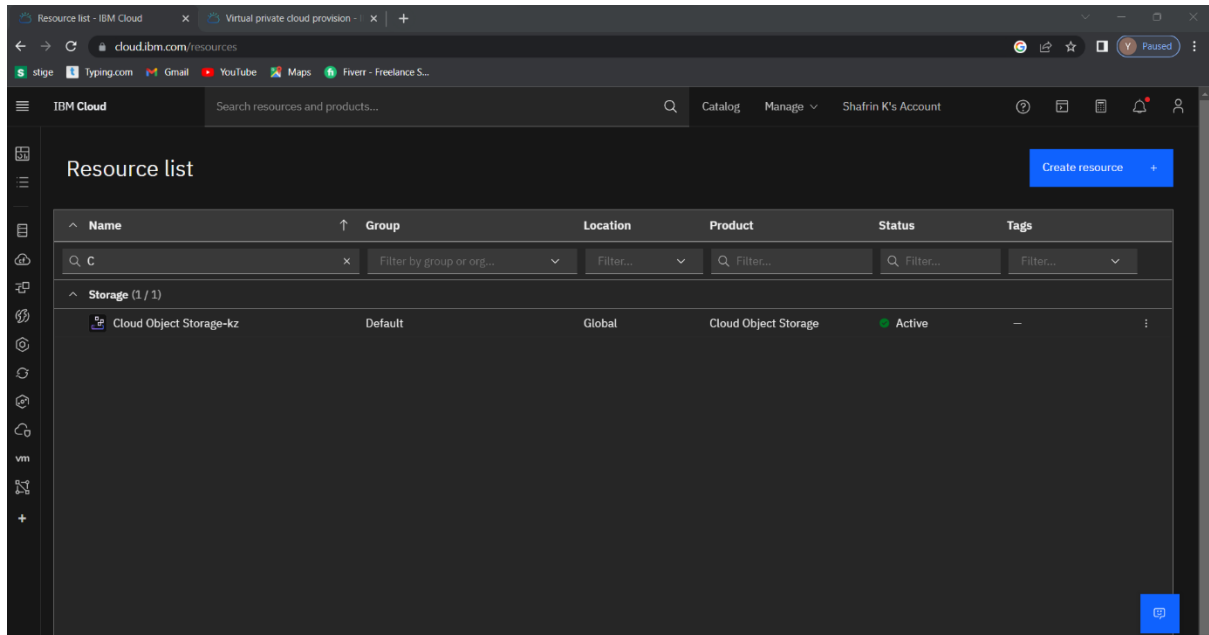 Resource list - IBM Cloud
Virtual private cloud provision -
cloud.ibm.com/resources
Paused
Y
S stige
t Typing.com
Gmail
YouTube
Maps
fi Fiverr - Freelance S...
IBM Cloud
Search resources and products...
Catalog
Manage
Shafrin K's Account
Resource list
Create resource +
Name
Group
Location
Product
Status
Tags
C
Filter by group or org...
Filter...
Filter...
Filter...
Filter...
Storage (1 / 1)
Cloud Object Storage-kz
Default
Global
Cloud Object Storage
Active
–
vm